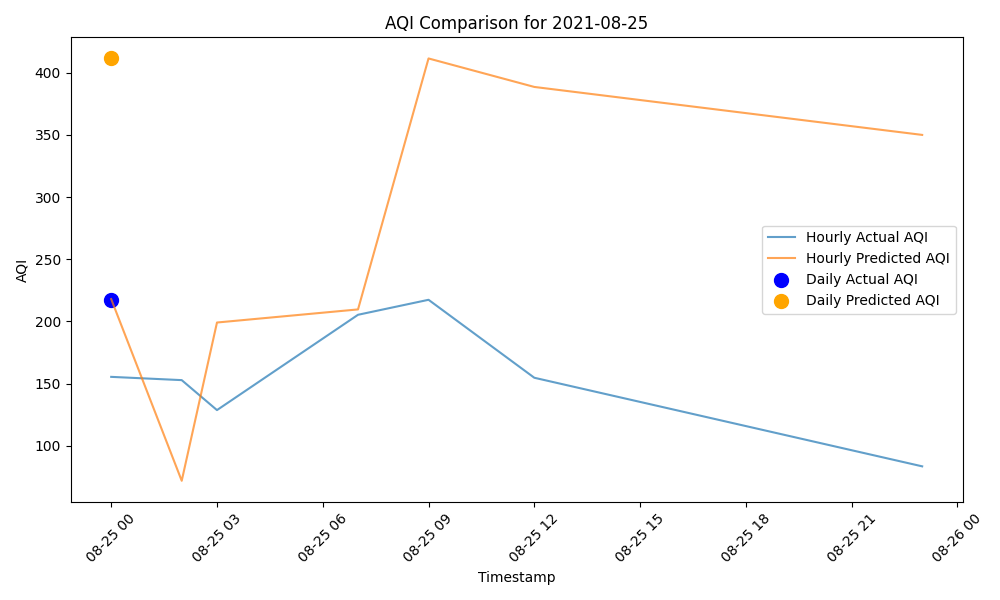 AQI Comparison for 2021-08-25
AQI
400
350
300
250
200
150
100
Hourly Actual AQI
Hourly Predicted AQI
Daily Actual AQI
Daily Predicted AQI
08-25 00
08-25 03
08-25 06
08-25 09
08-25 12
08-25 15
08-25 18
08-25 21
08-26 00
Timestamp